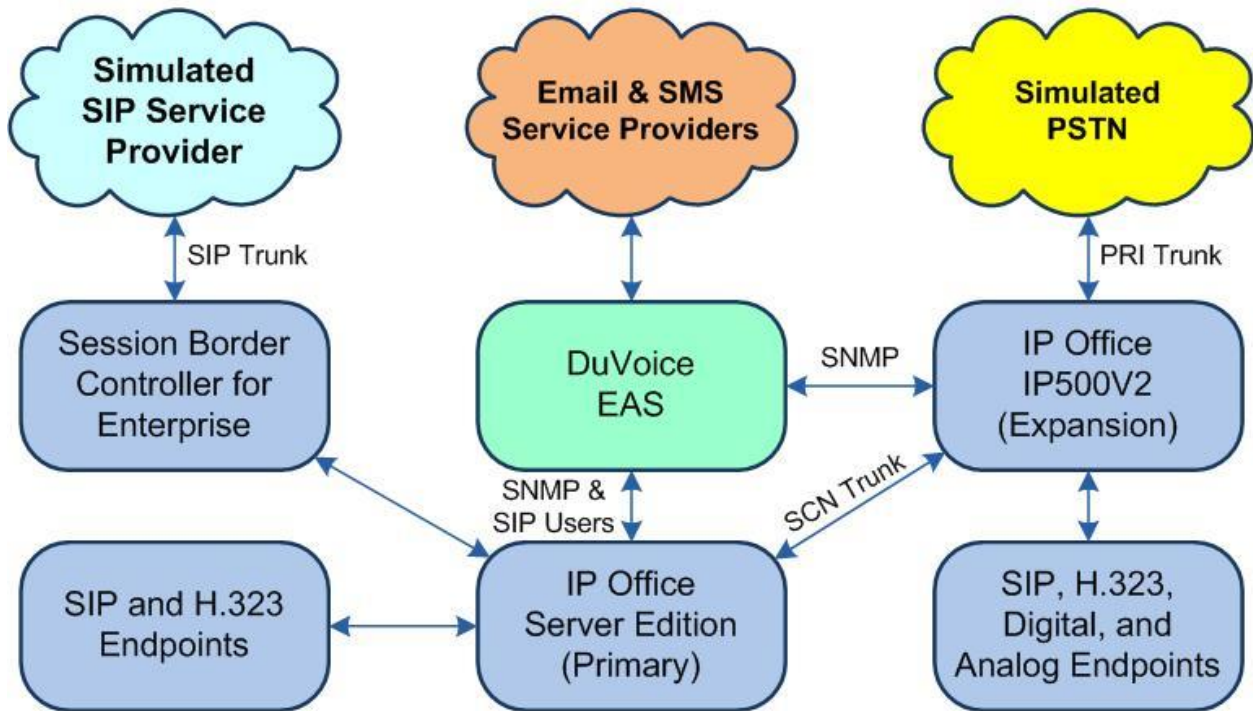 Simulated
SIP Service
Provider
Email & SMS
Service Providers
Simulated
PSTN
SIP Trunk
PRI Trunk
Session Border
Controller for
Enterprise
DuVoice
EAS
SNMP
IP Office
IP500V2
(Expansion)
SNMP &
SIP Users
SCN Trunk
SIP and H.323
Endpoints
IP Office
Server Edition
(Primary)
SIP, H.323,
Digital, and
Analog Endpoints